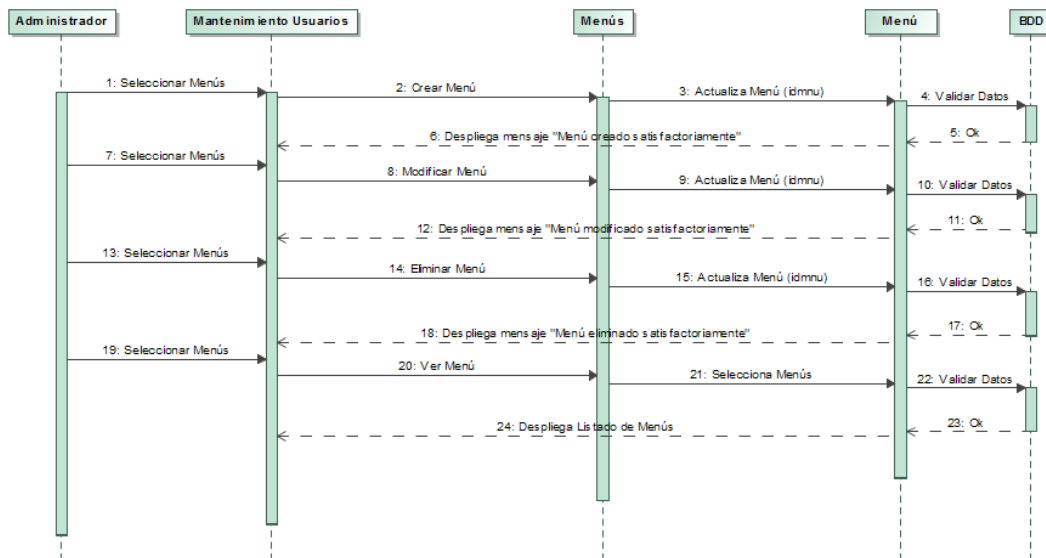 Administrador
Mantenimiento Usuarios
Menús
Menú
BDD
1: Seleccionar Menús
2: Crear Menú
3: Actualiza Menú (idmnu)
4: Validar Datos
5: Ok
6: Despliega mensaje "Menú creado satisfactoriamente"
7: Seleccionar Menús
8: Modificar Menú
9: Actualiza Menú (idmnu)
10: Validar Datos
11: Ok
12: Despliega mensaje "Menú modificado satisfactoriamente"
13: Seleccionar Menús
14: Eliminar Menú
15: Actualiza Menú (idmnu)
16: Validar Datos
17: Ok
18: Despliega mensaje "Menú eliminado satisfactoriamente"
19: Seleccionar Menús
20: Ver Menú
21: Selecciona Menús
22: Validar Datos
23: Ok
24: Despliega Listado de Menús